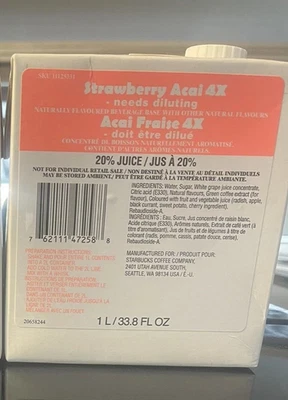 SKU 11129311
Strawberry Acai 4X
- needs diluting
NATURALLY FLAVOURED BEVERAGE BASE WITH OTHER NATURAL FLAVOURS
Acai Fraise 4X
- doit être dilué
CONCENTRÉ DE BOISSON NATURELLEMENT AROMATISÉ
CONTIENT D'AUTRES ARÔMES NATURELS
20% JUICE/JUS À 20%
NOT FOR INDIVIDUAL RETAIL SALE / NON DESTINÉ À LA VENTE EN DÉTAILS INDIVIDUELS
MAY BE STORED AMBIENT / PEUT ÊTRE GARDÉ À LA TEMPÉRATURE AMBIANTE.
INGREDIENTS: Water, Sugar, White grape juice concentrate,
Citric acid (E330), Natural flavours, Green coffee extract (for
flavour), Coloured with fruit and vegetable juice (radish, apple,
black currant, sweet potato, cherry ingredient),
Rebaudioside-A.
INGRÉDIENTS: Eau, Sucre, Jus concentré de raisin blanc,
Acide citrique (E330), Arômes naturels, Extrait de café vert (à
titre d'aromatisant), Jus de fruits et de légumes à titre de
colorant (radis, pomme, cassis, patate douce, cerise),
Rebaudioside-A.
7 62111 47258 8
MANUFACTURED FOR: / PRODUIT POUR:
STARBUCKS COFFEE COMPANY,
2401 UTAH AVENUE SOUTH,
SEATTLE, WA 98134 USA / É.-U.
20658244
1 L / 33.8 FL OZ